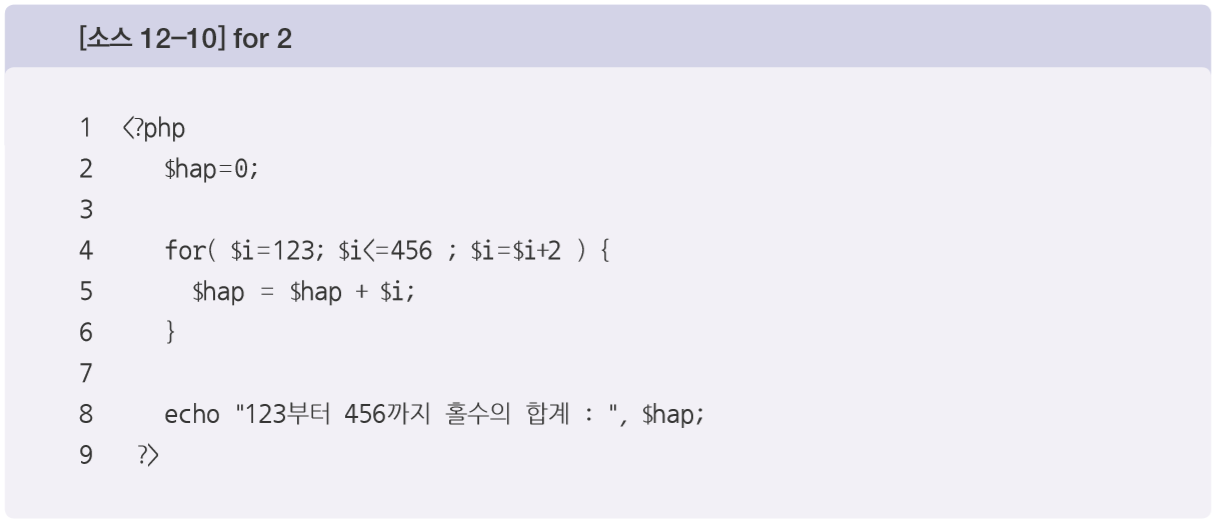 [소스 12-10] for 2
1 <?php
2 $hap=0;
3
4 for( $i=123; $i<=456 ; $i=$i+2 ) {
5 $hap = $hap + $i;
6 }
7
8 echo "123부터 456까지 홀수의 합계 : ", $hap;
9 ?>